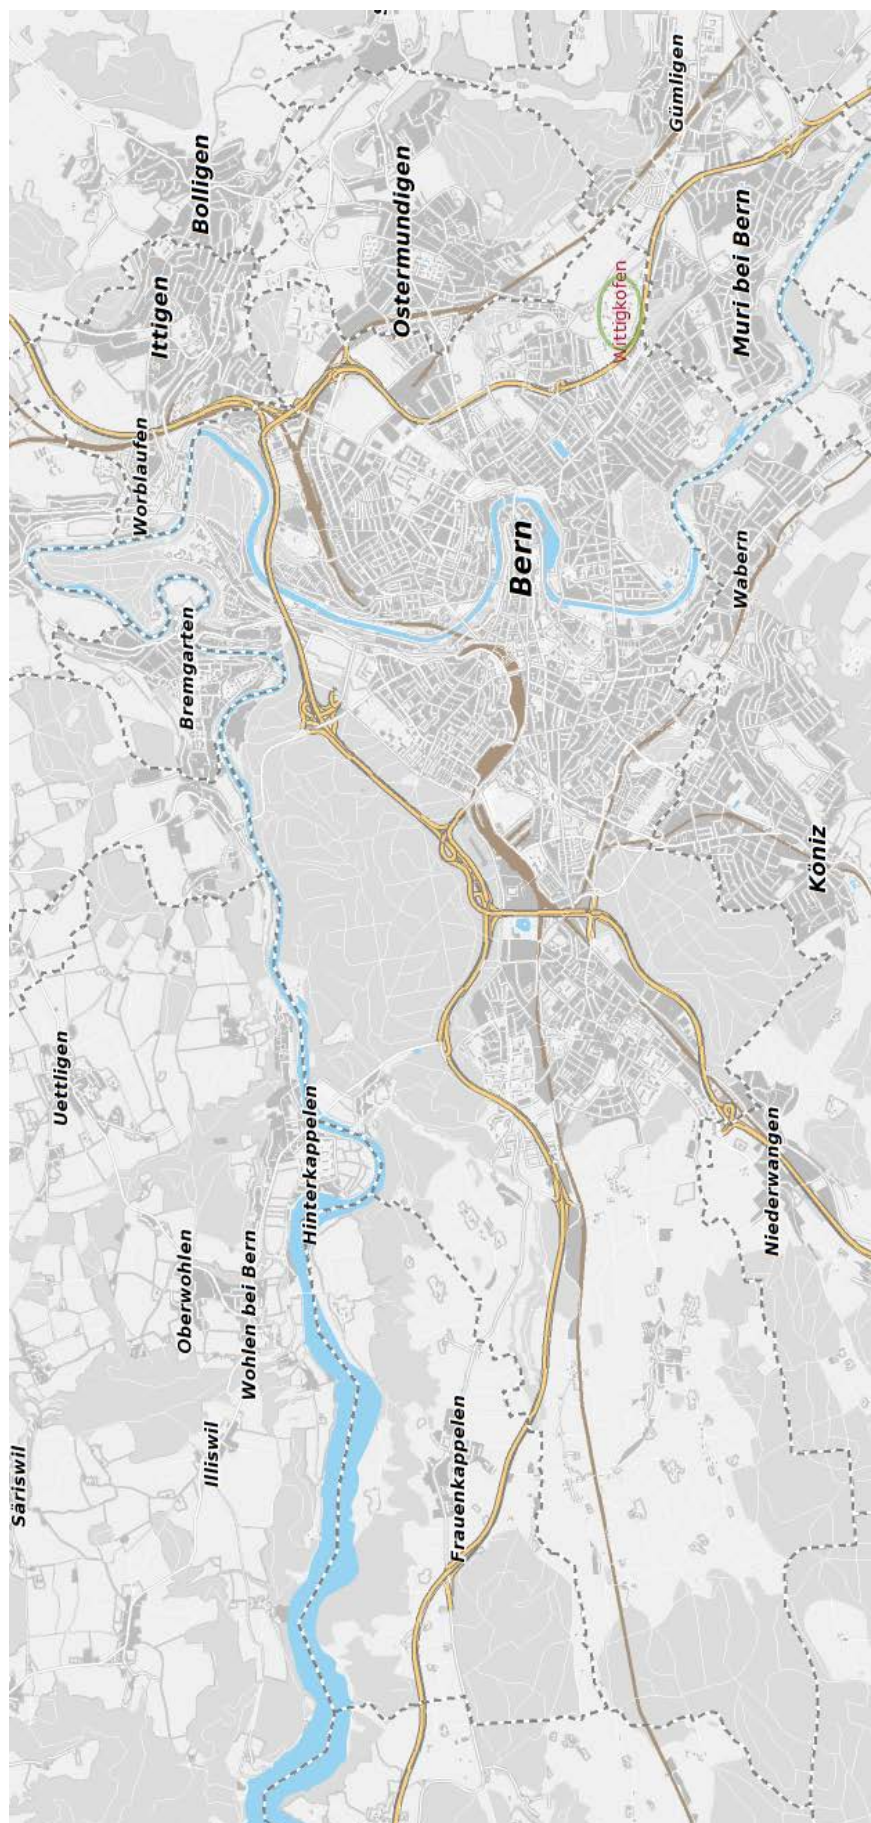 Säriswil
Uettligen
Worblaufen
Ittigen
Oberwohlen
Bremgarten
Bolligen
Illiswil
Wohlen bei Bern
Hinterkappelen
Ostermundigen
Frauenkappelen
Bern
Wittigkofen
Gümligen
Wabern
Muri bei Bern
Niederwangen
Köniz